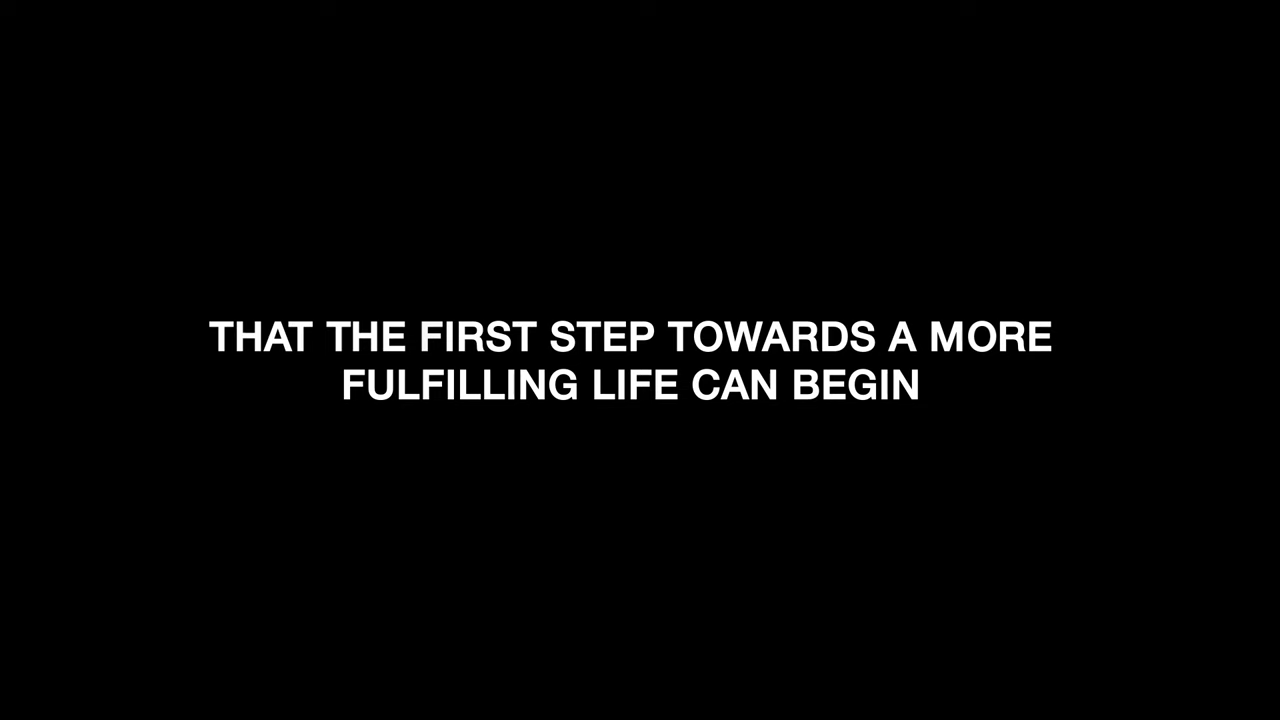 THAT THE FIRST STEP TOWARDS A MORE
FULFILLING LIFE CAN BEGIN